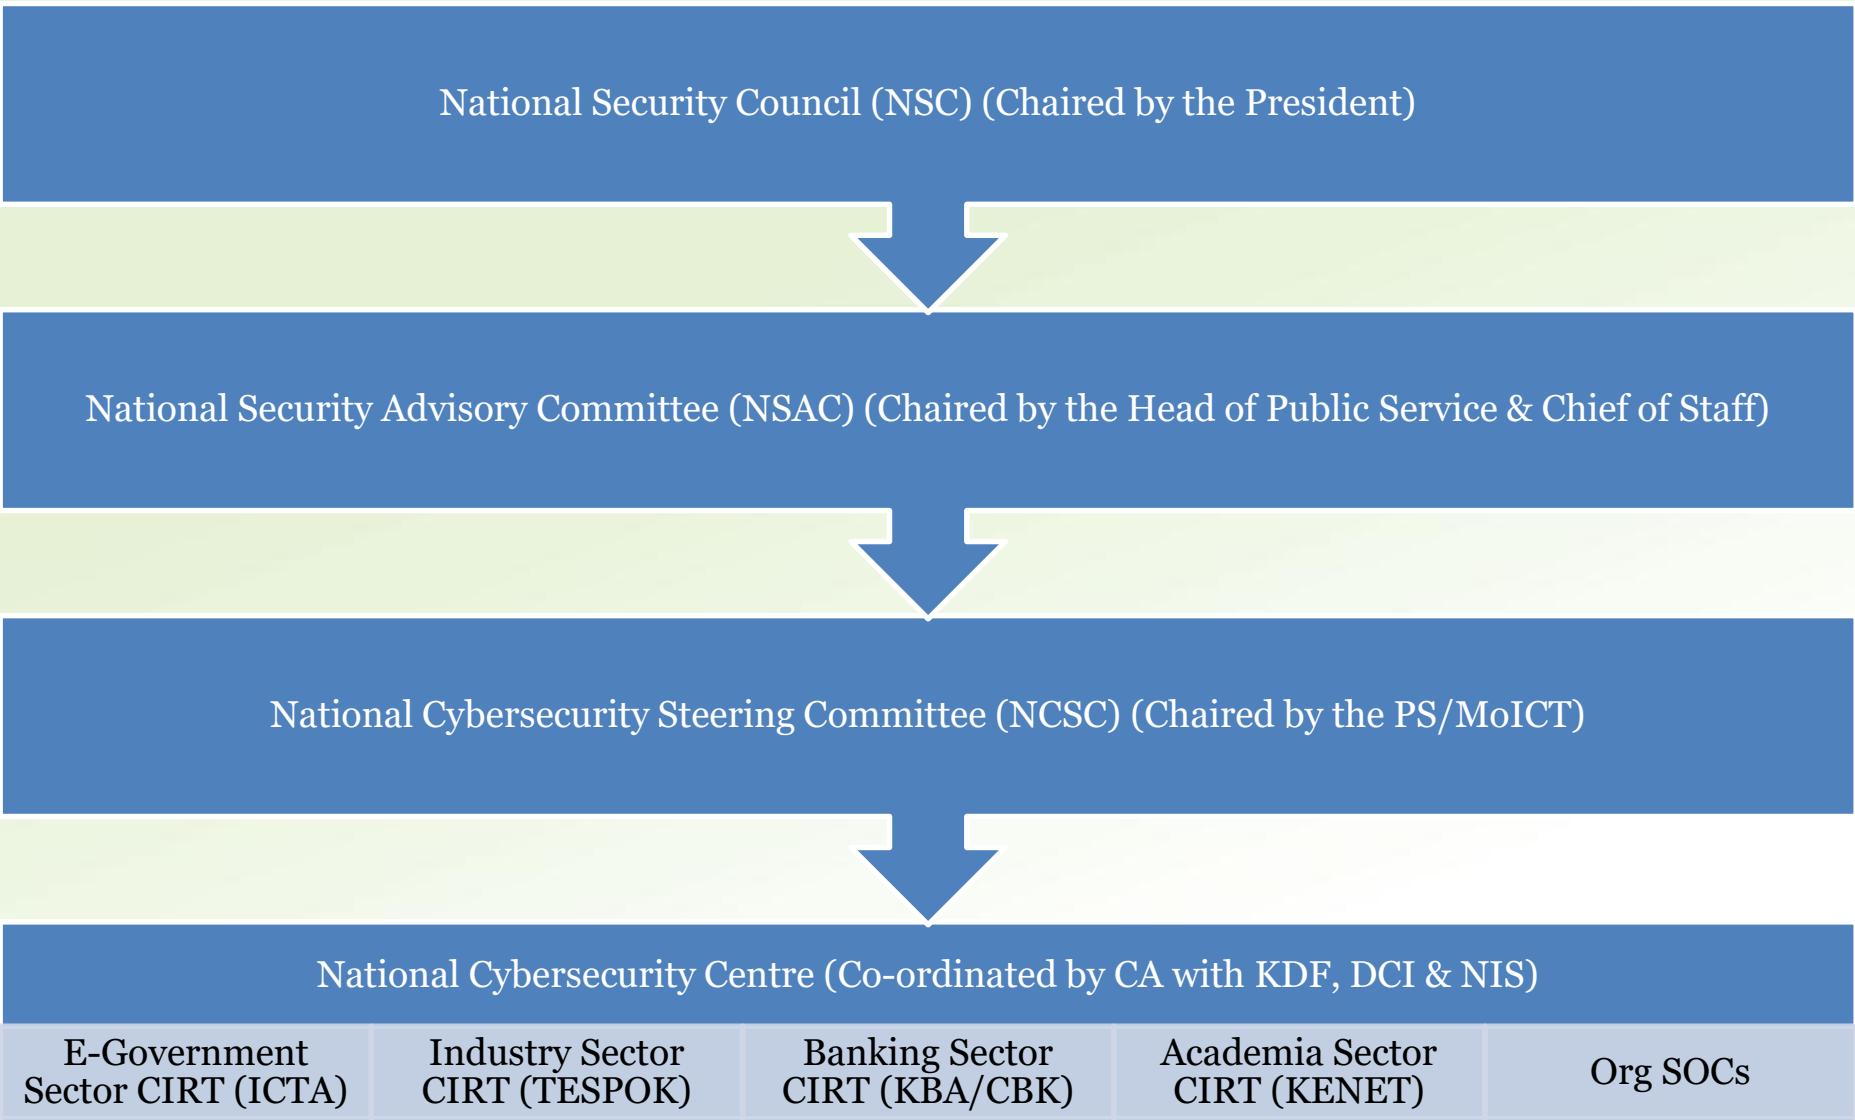 National Security Council (NSC) (Chaired by the President)
National Security Advisory Committee (NSAC) (Chaired by the Head of Public Service & Chief of Staff)
National Cybersecurity Steering Committee (NCSC) (Chaired by the PS/MoICT)
National Cybersecurity Centre (Co-ordinated by CA with KDF, DCI & NIS)
E-Government
Sector CIRT (ICTA)
Industry Sector
CIRT (TESPOK)
Banking Sector
CIRT (KBA/CBK)
Academia Sector
CIRT (KENET)
Org SOCs